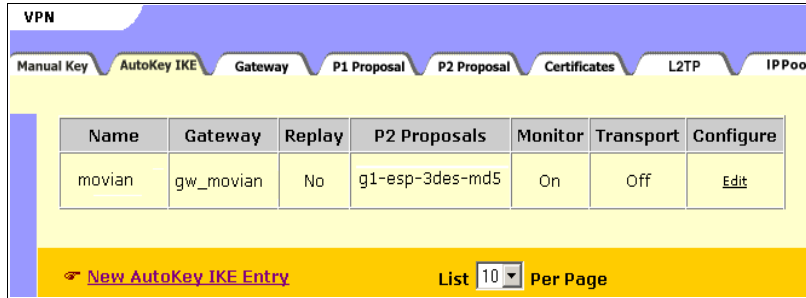 VPN
Manual Key AutoKey IKE Gateway P1 Proposal P2 Proposal Certificates L2TP IPPoo
Name Gateway Replay P2 Proposals Monitor Transport Configure
movian gw_movian No g1-esp-3des-md5 On Off Edit
New AutoKey IKE Entry List 10 Per Page